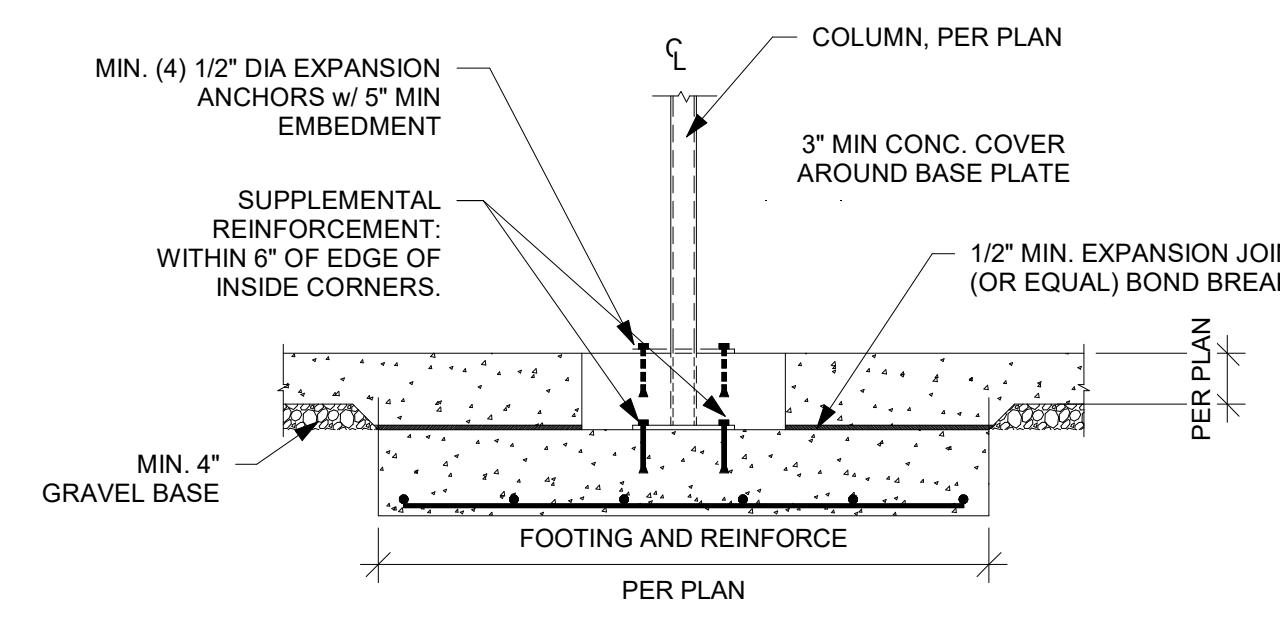 COLUMN, PER PLAN
℄
MIN. (4) 1/2" DIA EXPANSION
ANCHORS w/ 5" MIN
EMBEDMENT
3" MIN CONC. COVER
AROUND BASE PLATE
SUPPLEMENTAL
REINFORCEMENT:
WITHIN 6" OF EDGE OF
INSIDE CORNERS.
1/2" MIN. EXPANSION
(OR EQUAL) BOND
PER PLAN
MIN. 4"
GRAVEL BASE
FOOTING AND REINFORCE
PER PLAN